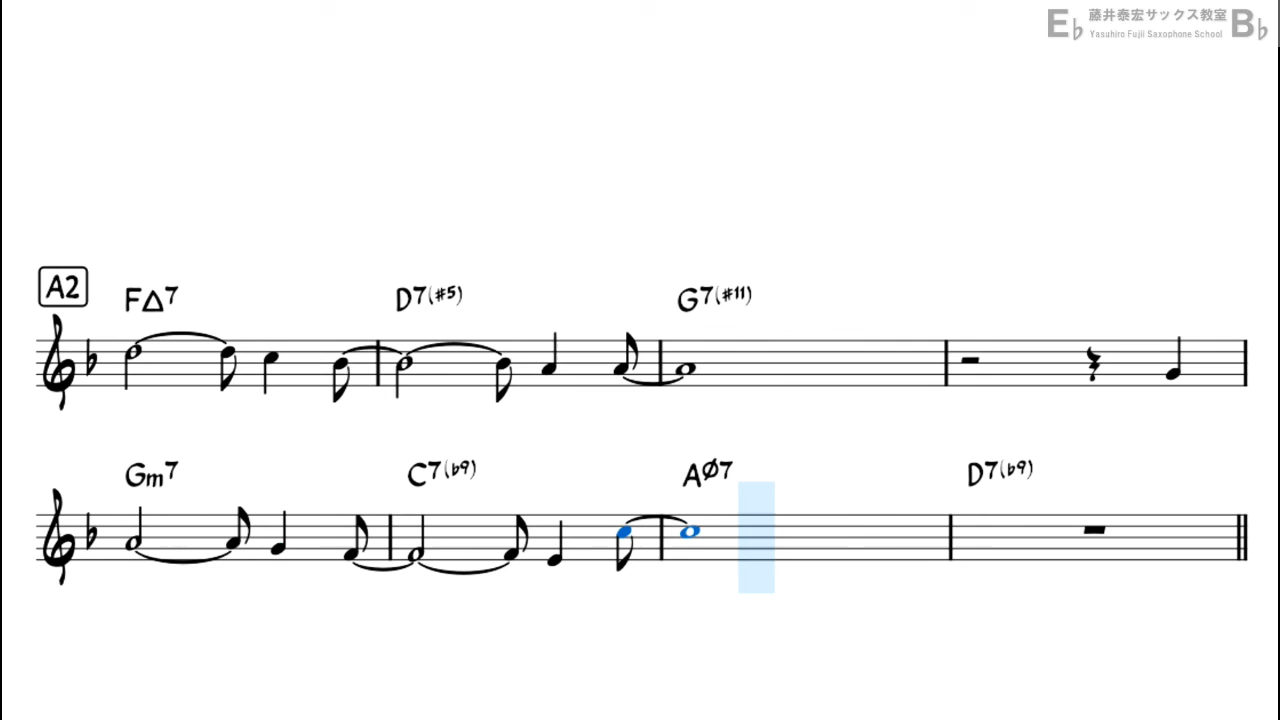 E♭ 藤井泰宏サックス教室 B♭
Yasuhiro Fujii Saxophone School
A2
F△7 D7(#5) G7(#11)
Gm7 C7(♭9) AØ7 D7(♭9)